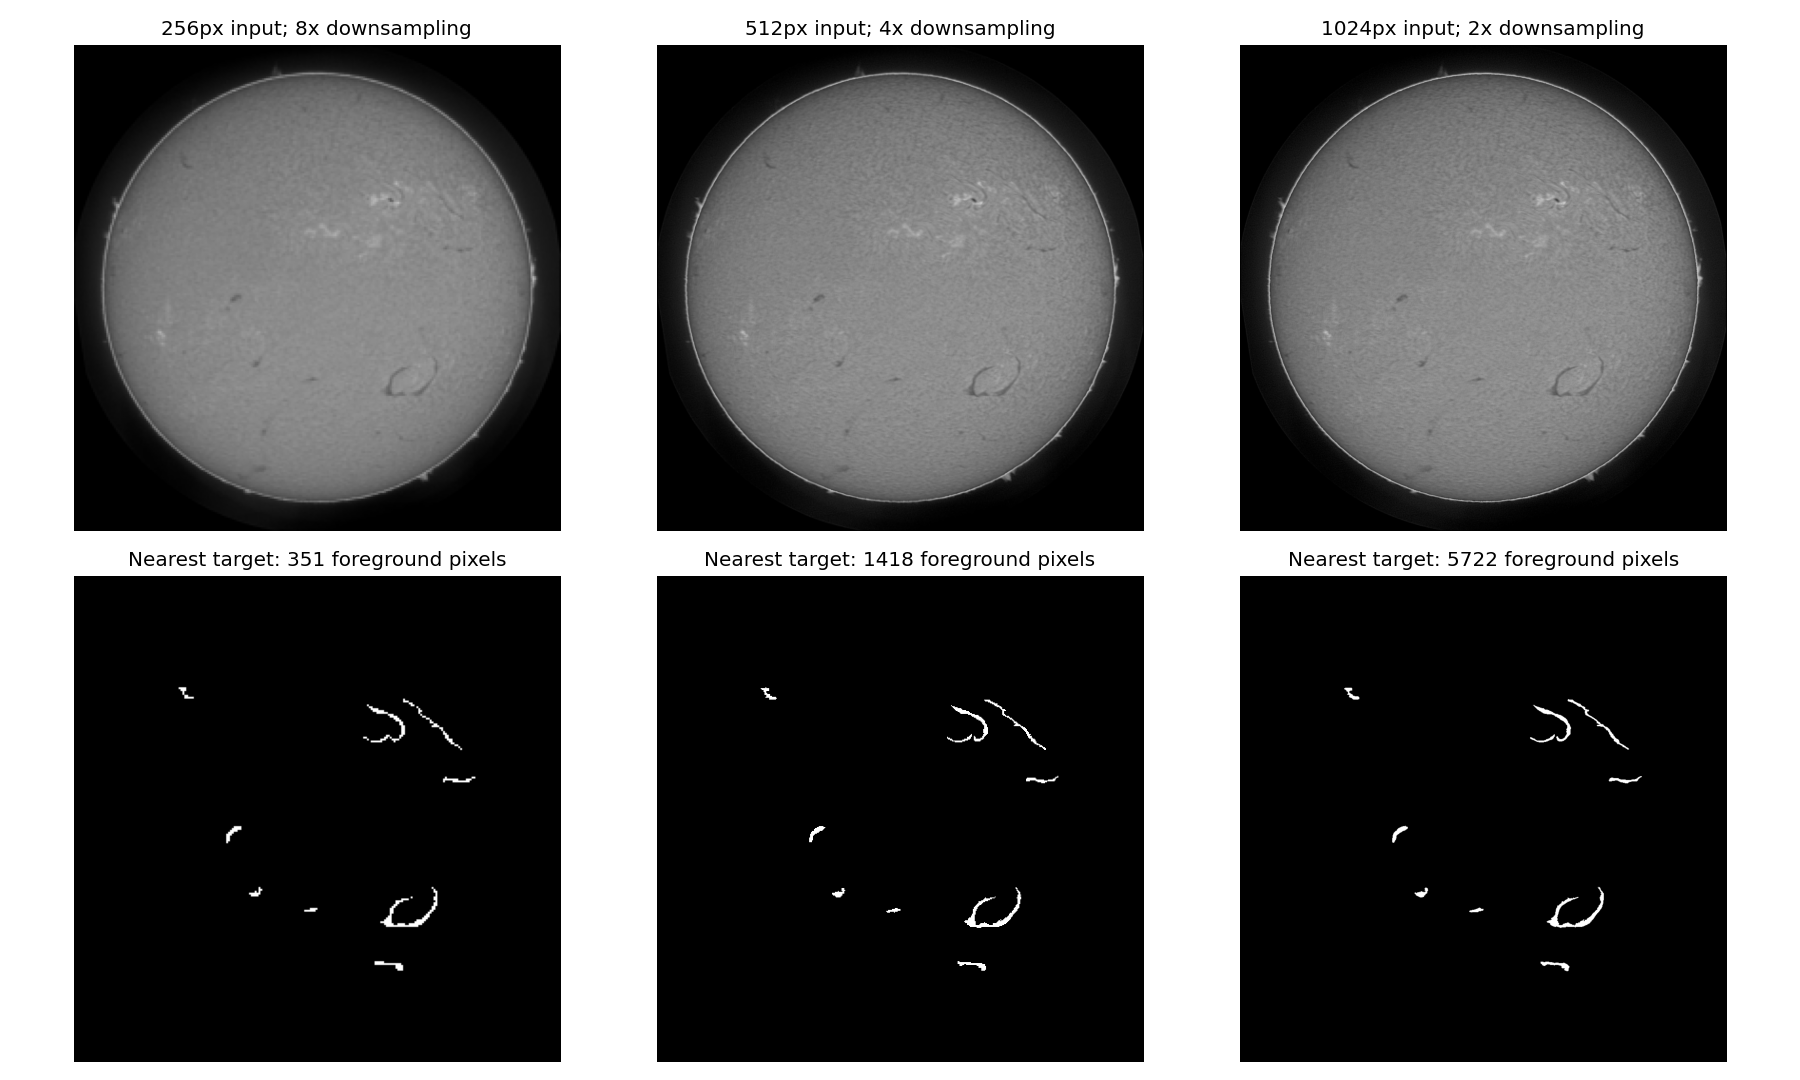 256px input; 8x downsampling
512px input; 4x downsampling
1024px input; 2x downsampling
Nearest target: 351 foreground pixels
Nearest target: 1418 foreground pixels
Nearest target: 5722 foreground pixels